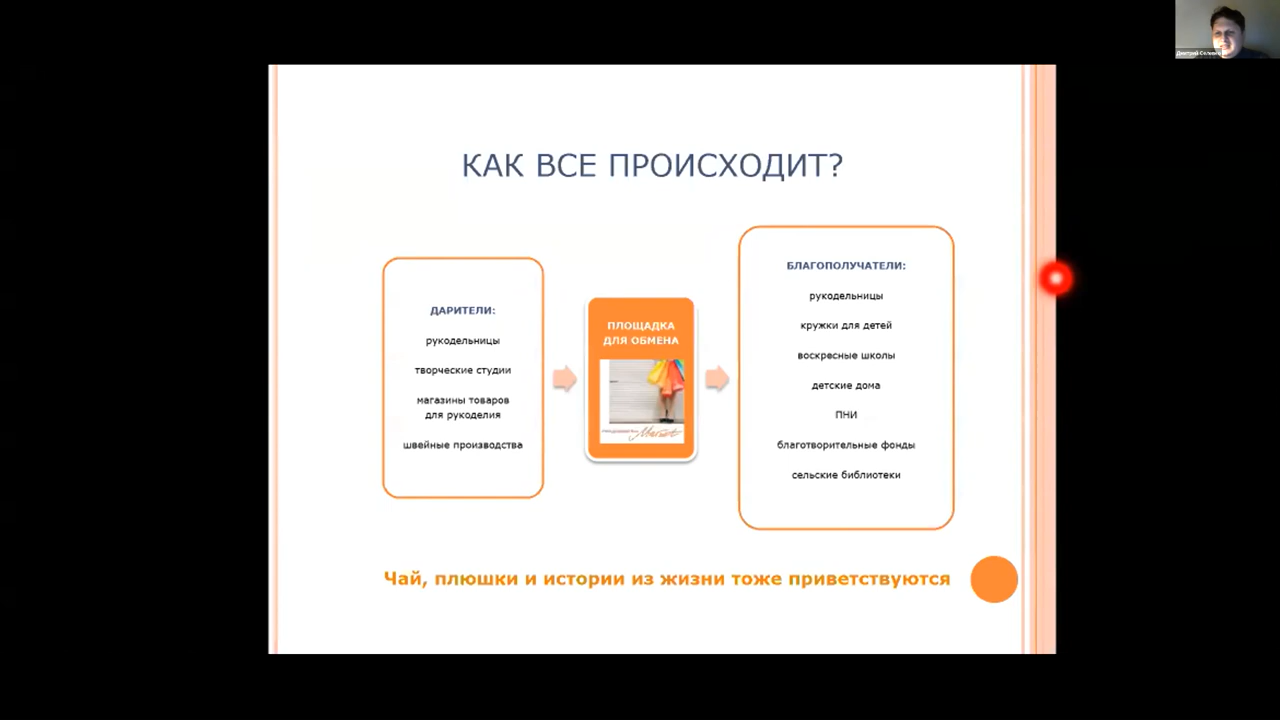 Дмитрий
КАК ВСЕ ПРОИСХОДИТ?
ДАРИТЕЛИ:
рукодельницы
творческие студии
магазины товаров
для рукоделия
швейные производства
ПЛОЩАДКА
ДЛЯ ОБМЕНА
БЛАГОПОЛУЧАТЕЛИ:
рукодельницы
кружки для детей
воскресные школы
детские дома
ПНИ
благотворительные фонды
сельские библиотеки
Чай, плюшки и истории из жизни тоже приветствуются